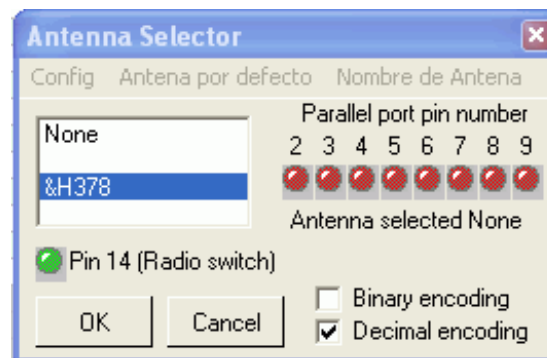 Antenna Selector
Config Antena por defecto Nombre de Antena
None
&H378
Parallel port pin number
2 3 4 5 6 7 8 9
Antenna selected None
Pin 14 (Radio switch)
OK Cancel
Binary encoding
Decimal encoding